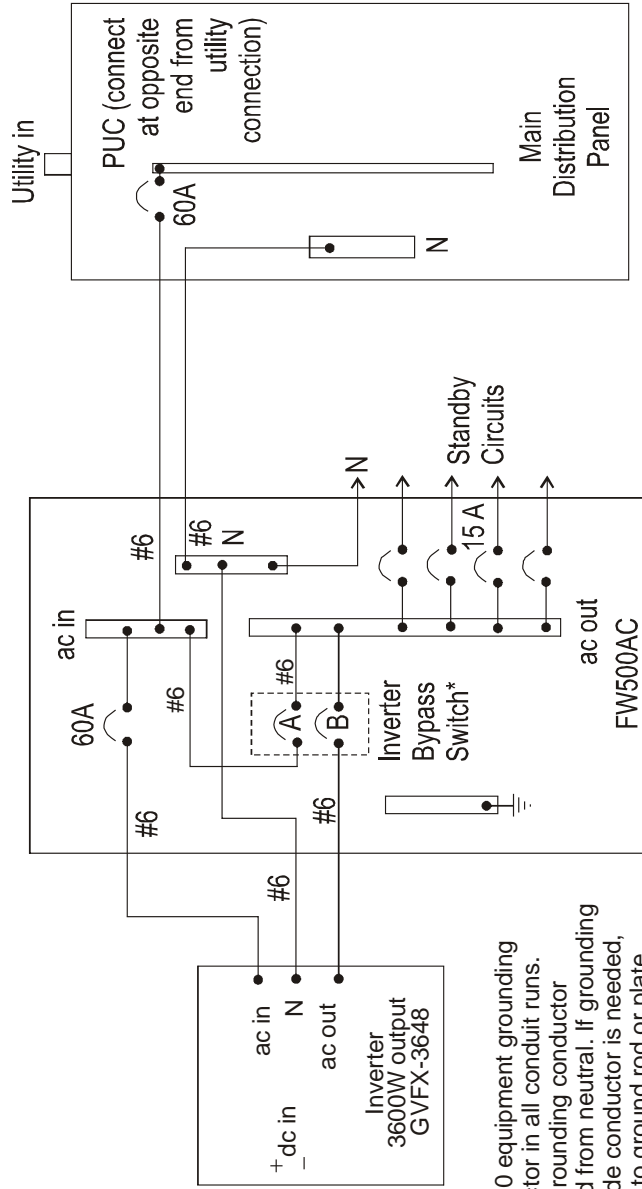 Utility in
PUC (connect
at opposite
end from
utility
connection)
60A
N
Main
Distribution
Panel
ac in
60A
#6
#6
#6
N
#6
#6
A
#6
B
#6
Inverter
Bypass
Switch*
N
Standby
Circuits
15 A
ac out
FW500AC
ac in
N
ac out
+
dc in
–
Inverter
3600W output
GVFX-3648
0 equipment grounding
ctor in all conduit runs.
rounding conductor
d from neutral. If grounding
de conductor is needed,
to ground rod or plate